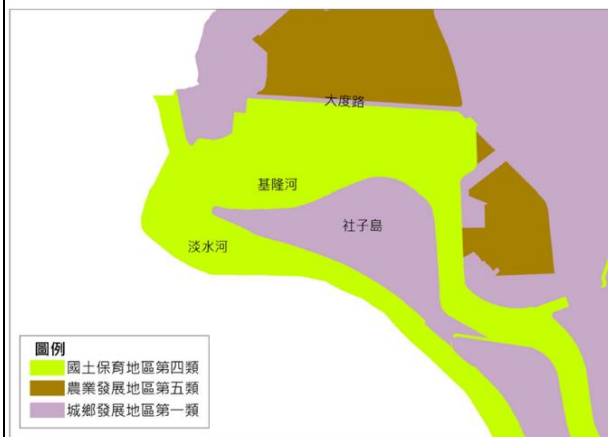 大度路
基隆河
社子島
淡水河
圖例
國土保育地區第四類
農業發展地區第五類
城鄉發展地區第一類